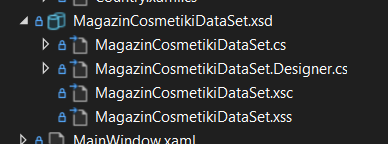 MagazinCosmetikiDataSet.xsd
MagazinCosmetikiDataSet.cs
MagazinCosmetikiDataSet.Designer.cs
MagazinCosmetikiDataSet.xsc
MagazinCosmetikiDataSet.xss
MainWindow.xaml